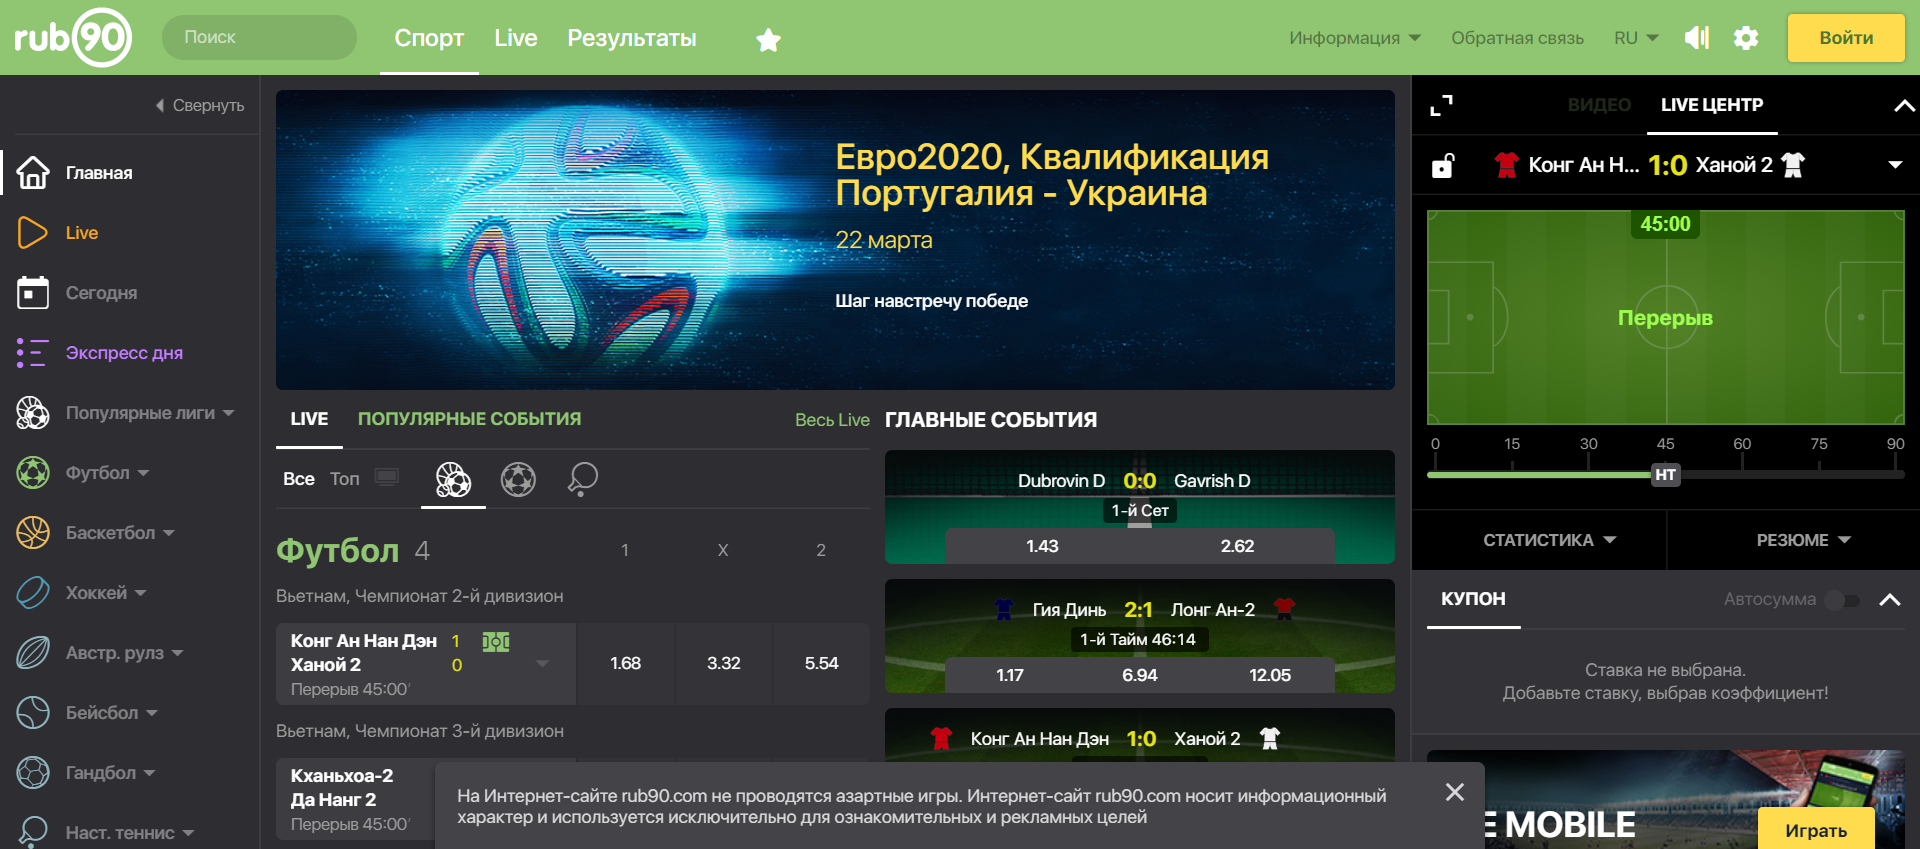 rub90
Поиск
Спорт
Live
Результаты
Информация
Обратная связь
RU
Войти
Свернуть
Главная
Live
Сегодня
Экспресс дня
Популярные лиги
Футбол
Баскетбол
Хоккей
Австр. рулз
Бейсбол
Гандбол
Наст. теннис
Евро2020, Квалификация
Португалия - Украина
22 марта
Шаг навстречу победе
LIVE
ПОПУЛЯРНЫЕ СОБЫТИЯ
Весь Live
Все
Топ
Футбол 4
1
X
2
Вьетнам, Чемпионат 2-й дивизион
Конг Ан Нан Дэн 1
Ханой 2 0
Перерыв 45:00′
1.68
3.32
5.54
Вьетнам, Чемпионат 3-й дивизион
Кханьхоа-2
Да Нанг 2
Перерыв 45:00′
ГЛАВНЫЕ СОБЫТИЯ
Dubrovin D 0:0 Gavrish D
1-й Сет
1.43
2.62
Гия Динь 2:1 Лонг Ан-2
1-й Тайм 46:14
1.17
6.94
12.05
Конг Ан Нан Дэн 1:0 Ханой 2
ВИДЕО
LIVE ЦЕНТР
Конг Ан Н... 1:0 Ханой 2
45:00
Перерыв
0 15 30 45 60 75 90
HT
СТАТИСТИКА
РЕЗЮМЕ
КУПОН
Автосумма
Ставка не выбрана.
Добавьте ставку, выбрав коэффициент!
E MOBILE
Играть
На Интернет-сайте rub90.com не проводятся азартные игры. Интернет-сайт rub90.com носит информационный
характер и используется исключительно для ознакомительных и рекламных целей